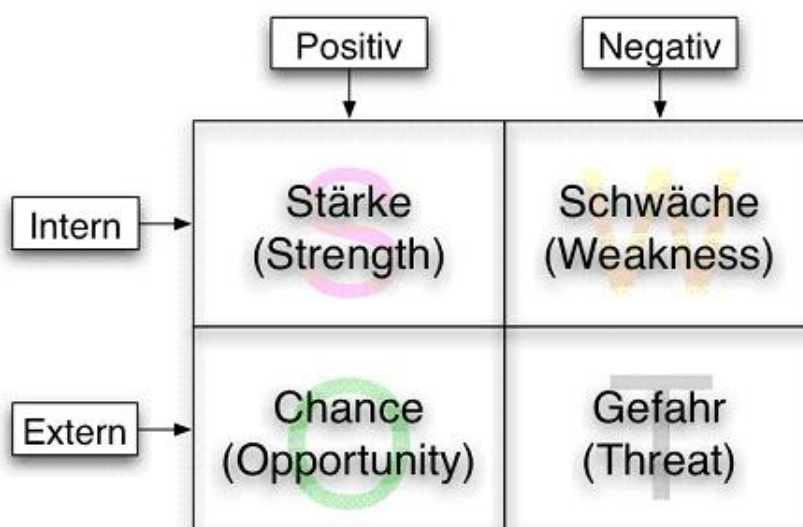 Positiv
Negativ
Intern
Stärke
(Strength)
Schwäche
(Weakness)
Extern
Chance
(Opportunity)
Gefahr
(Threat)
S
W
O
T